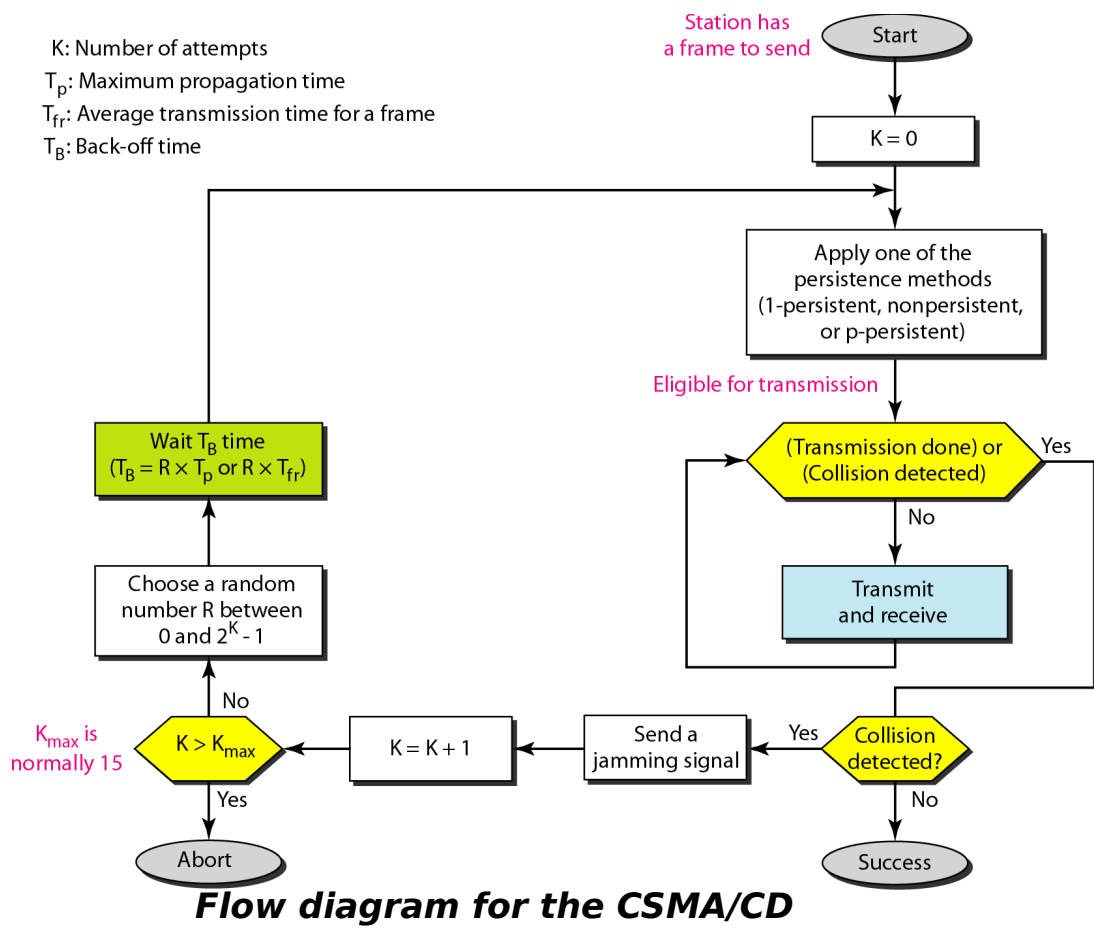 K: Number of attempts
Tp: Maximum propagation time
Tfr: Average transmission time for a frame
TB: Back-off time
Station has
a frame to send
Start
K = 0
Apply one of the
persistence methods
(1-persistent, nonpersistent,
or p-persistent)
Eligible for transmission
(Transmission done) or
(Collision detected)
Yes
No
Transmit
and receive
Collision
detected?
No
Success
Yes
Send a
jamming signal
K = K + 1
K > Kmax
Kmax is
normally 15
Yes
Abort
No
Choose a random
number R between
0 and 2^K - 1
Wait TB time
(TB = R × Tp or R × Tfr)
Flow diagram for the CSMA/CD